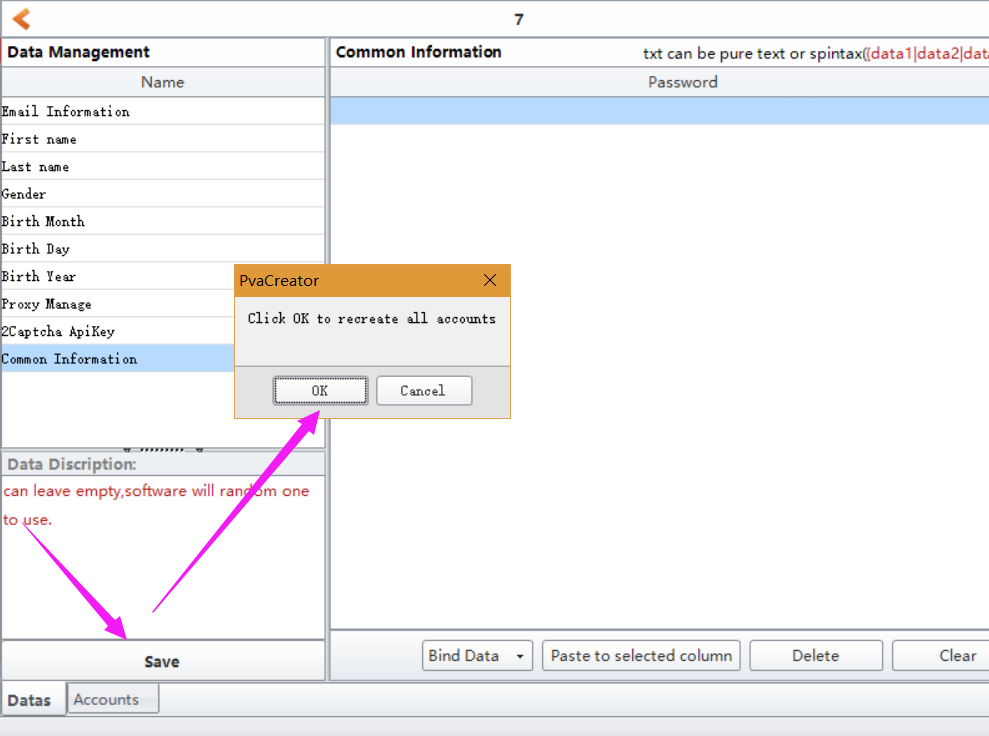 7
Data Management
Common Information
txt can be pure text or spintax({data1|data2|dat
Name
Password
Email Information
First name
Last name
Gender
Birth Month
Birth Day
Birth Year
Proxy Manage
2Captcha ApiKey
Common Information
PvaCreator
Click OK to recreate all accounts
OK
Cancel
Data Discription:
can leave empty,software will random one
to use.
Save
Bind Data
Paste to selected column
Delete
Clear
Datas
Accounts